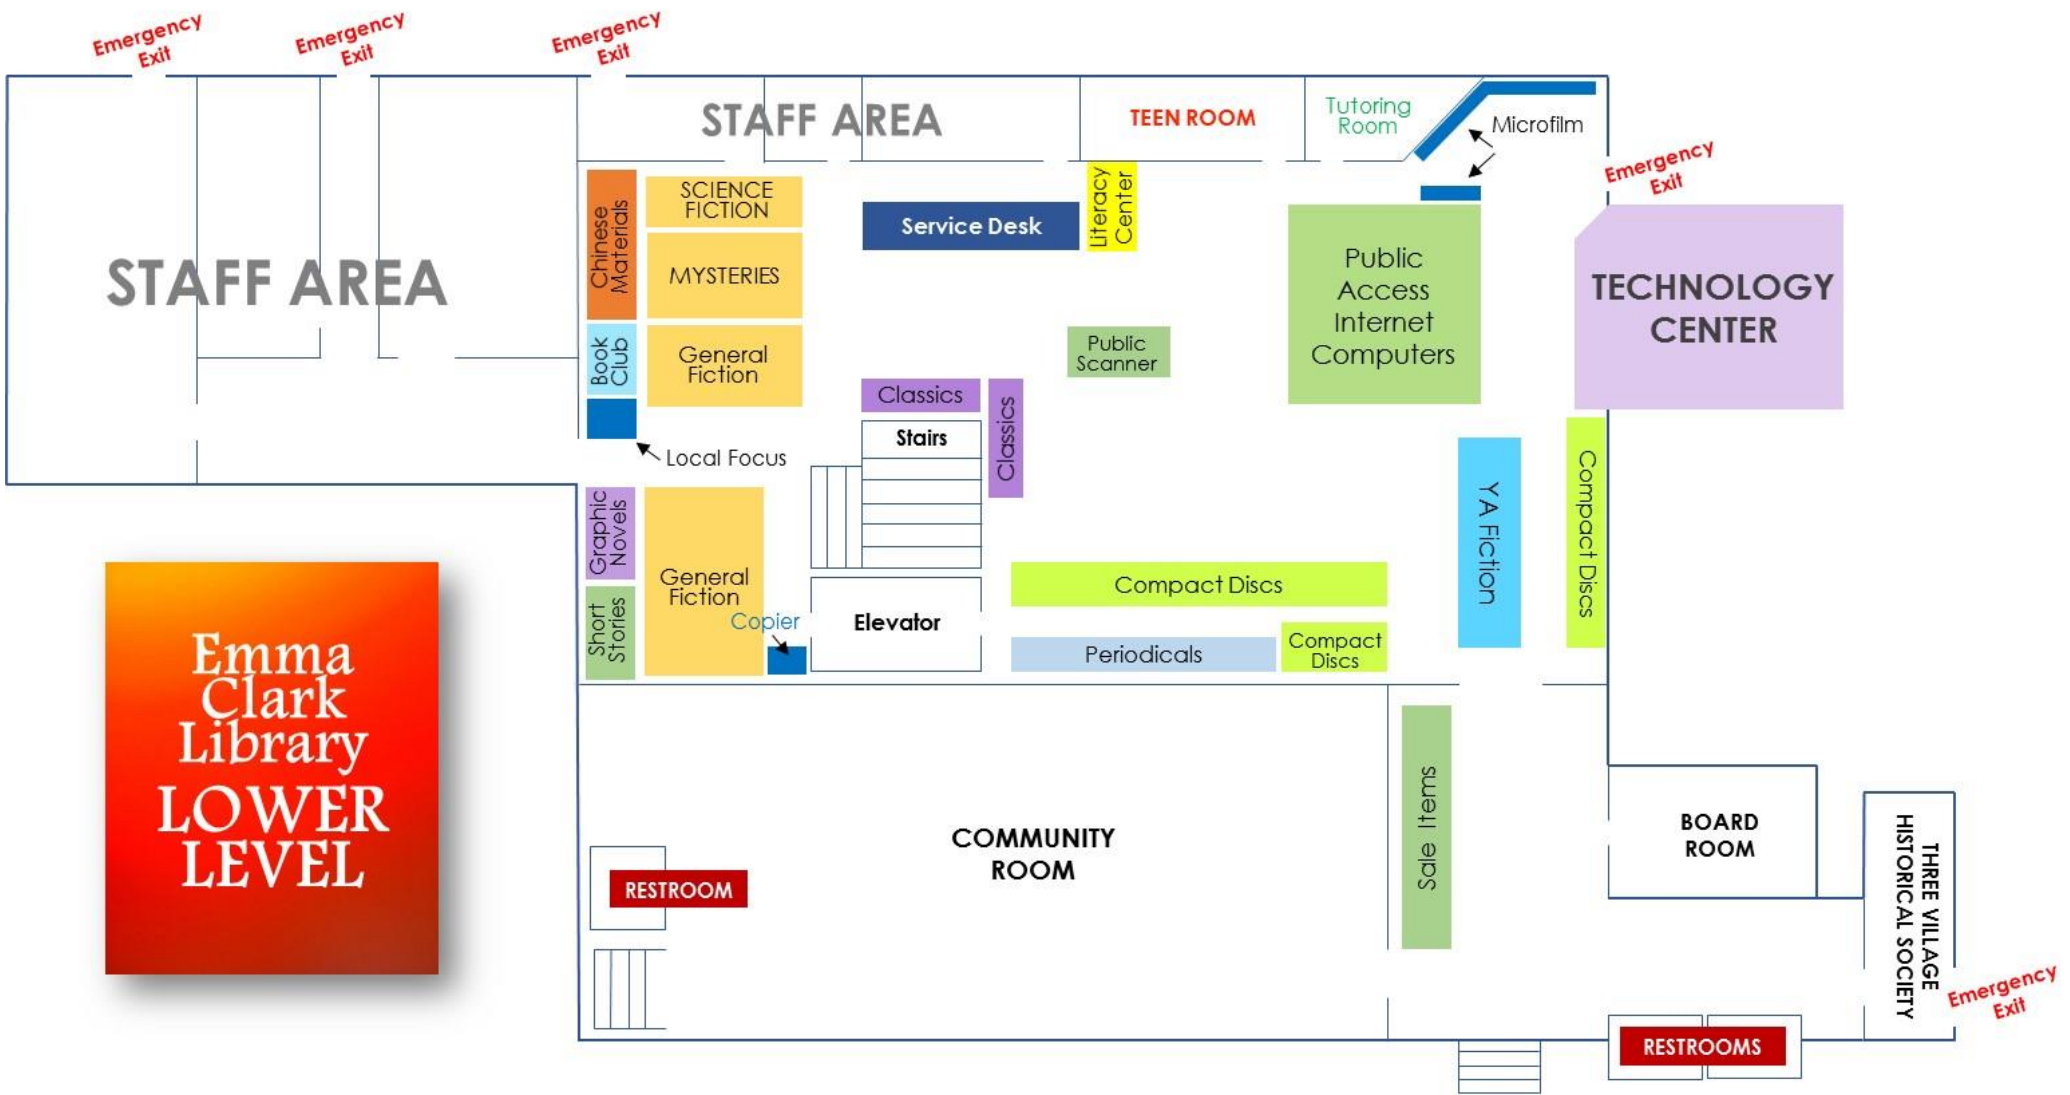 Emergency
Exit
Emergency
Exit
Emergency
Exit
STAFF AREA
TEEN ROOM
Tutoring
Room
Microfilm
Emergency
Exit
Chinese
Materials
SCIENCE
FICTION
Service Desk
Literacy
Center
MYSTERIES
Public
Access
Internet
Computers
TECHNOLOGY
CENTER
STAFF AREA
Book
Club
General
Fiction
Public
Scanner
Classics
Classics
Stairs
Local Focus
Graphic
Novels
General
Fiction
Short
Stories
Copier
Elevator
Compact Discs
Periodicals
Compact
Discs
YA Fiction
Compact Discs
Emma
Clark
Library
LOWER
LEVEL
COMMUNITY
ROOM
Sale Items
BOARD
ROOM
THREE VILLAGE
HISTORICAL SOCIETY
RESTROOM
Emergency
Exit
RESTROOMS